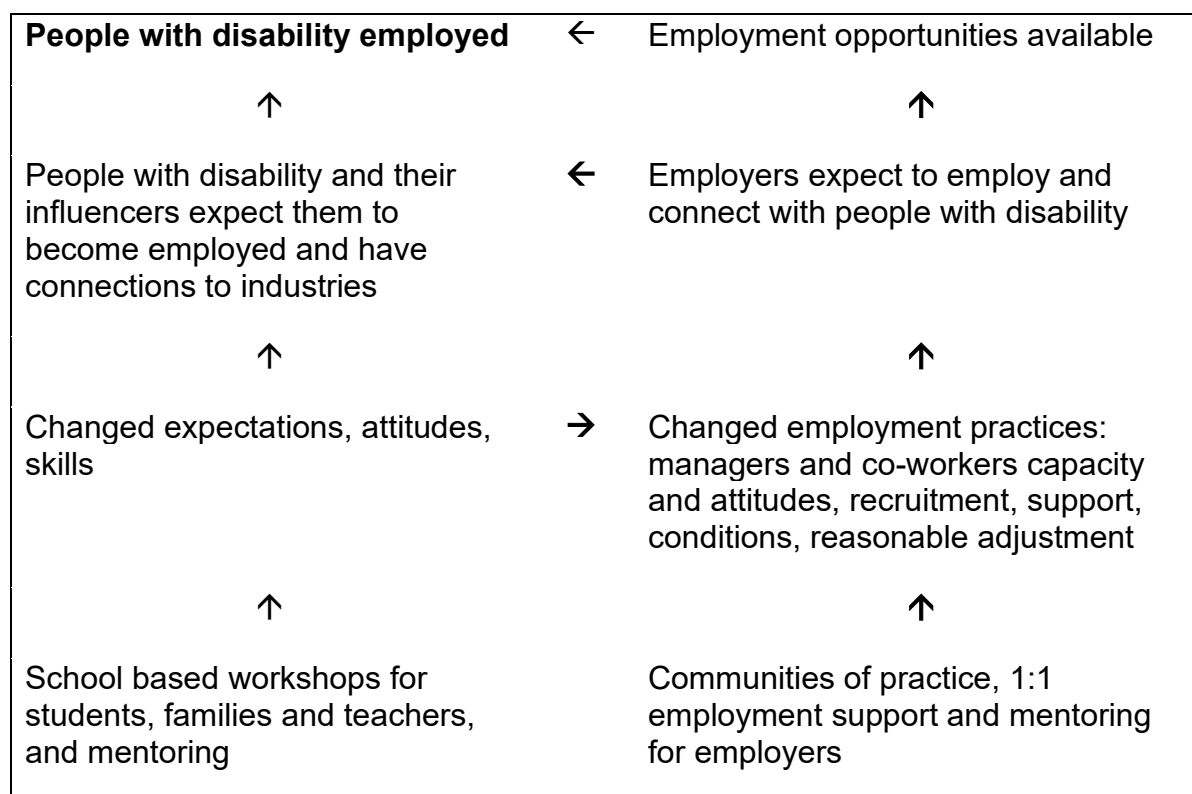 People with disability employed ← Employment opportunities available
↑ ↑
People with disability and their
influencers expect them to
become employed and have
connections to industries
← Employers expect to employ and
connect with people with disability
↑ ↑
Changed expectations, attitudes,
skills
→ Changed employment practices:
managers and co-workers capacity
and attitudes, recruitment, support,
conditions, reasonable adjustment
↑ ↑
School based workshops for
students, families and teachers,
and mentoring
Communities of practice, 1:1
employment support and mentoring
for employers